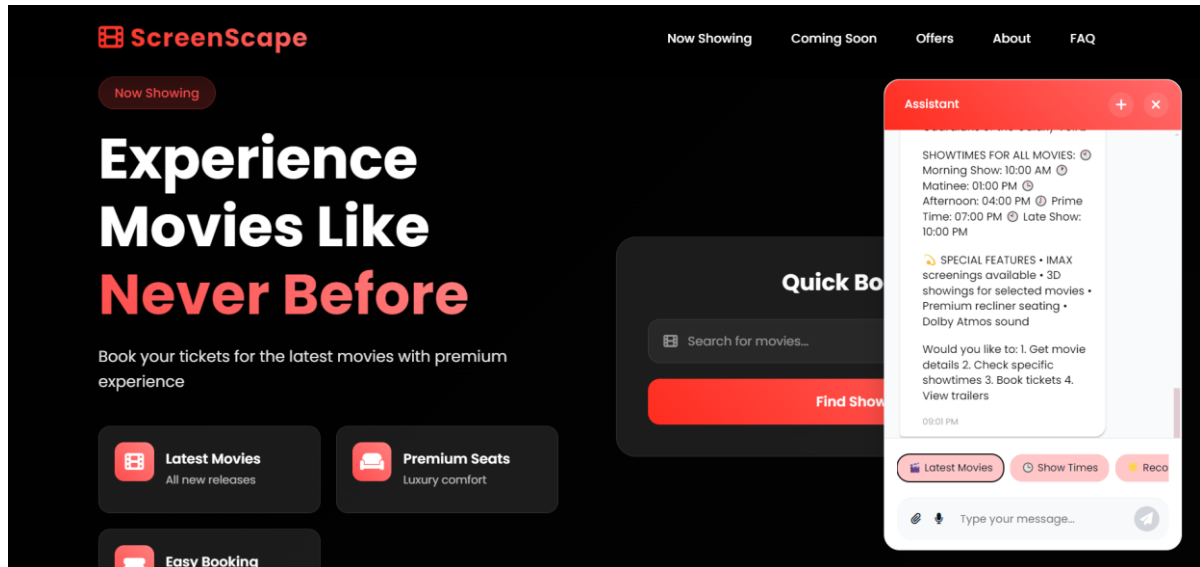 ScreenScape
Now Showing
Coming Soon
Offers
About
FAQ
Now Showing
Experience
Movies Like
Never Before
Book your tickets for the latest movies with premium
experience
Latest Movies
All new releases
Premium Seats
Luxury comfort
Easy Booking
Quick Bo
Search for movies...
Find Show
Assistant
SHOWTIMES FOR ALL MOVIES: 🕙
Morning Show: 10:00 AM 🕐
Matinee: 01:00 PM 🕓
Afternoon: 04:00 PM 🕖 Prime
Time: 07:00 PM 🕙 Late Show:
10:00 PM
💫 SPECIAL FEATURES • IMAX
screenings available • 3D
showings for selected movies •
Premium recliner seating •
Dolby Atmos sound
Would you like to: 1. Get movie
details 2. Check specific
showtimes 3. Book tickets 4.
View trailers
09:01 PM
🎬 Latest Movies
🕒 Show Times
Reco
Type your message...